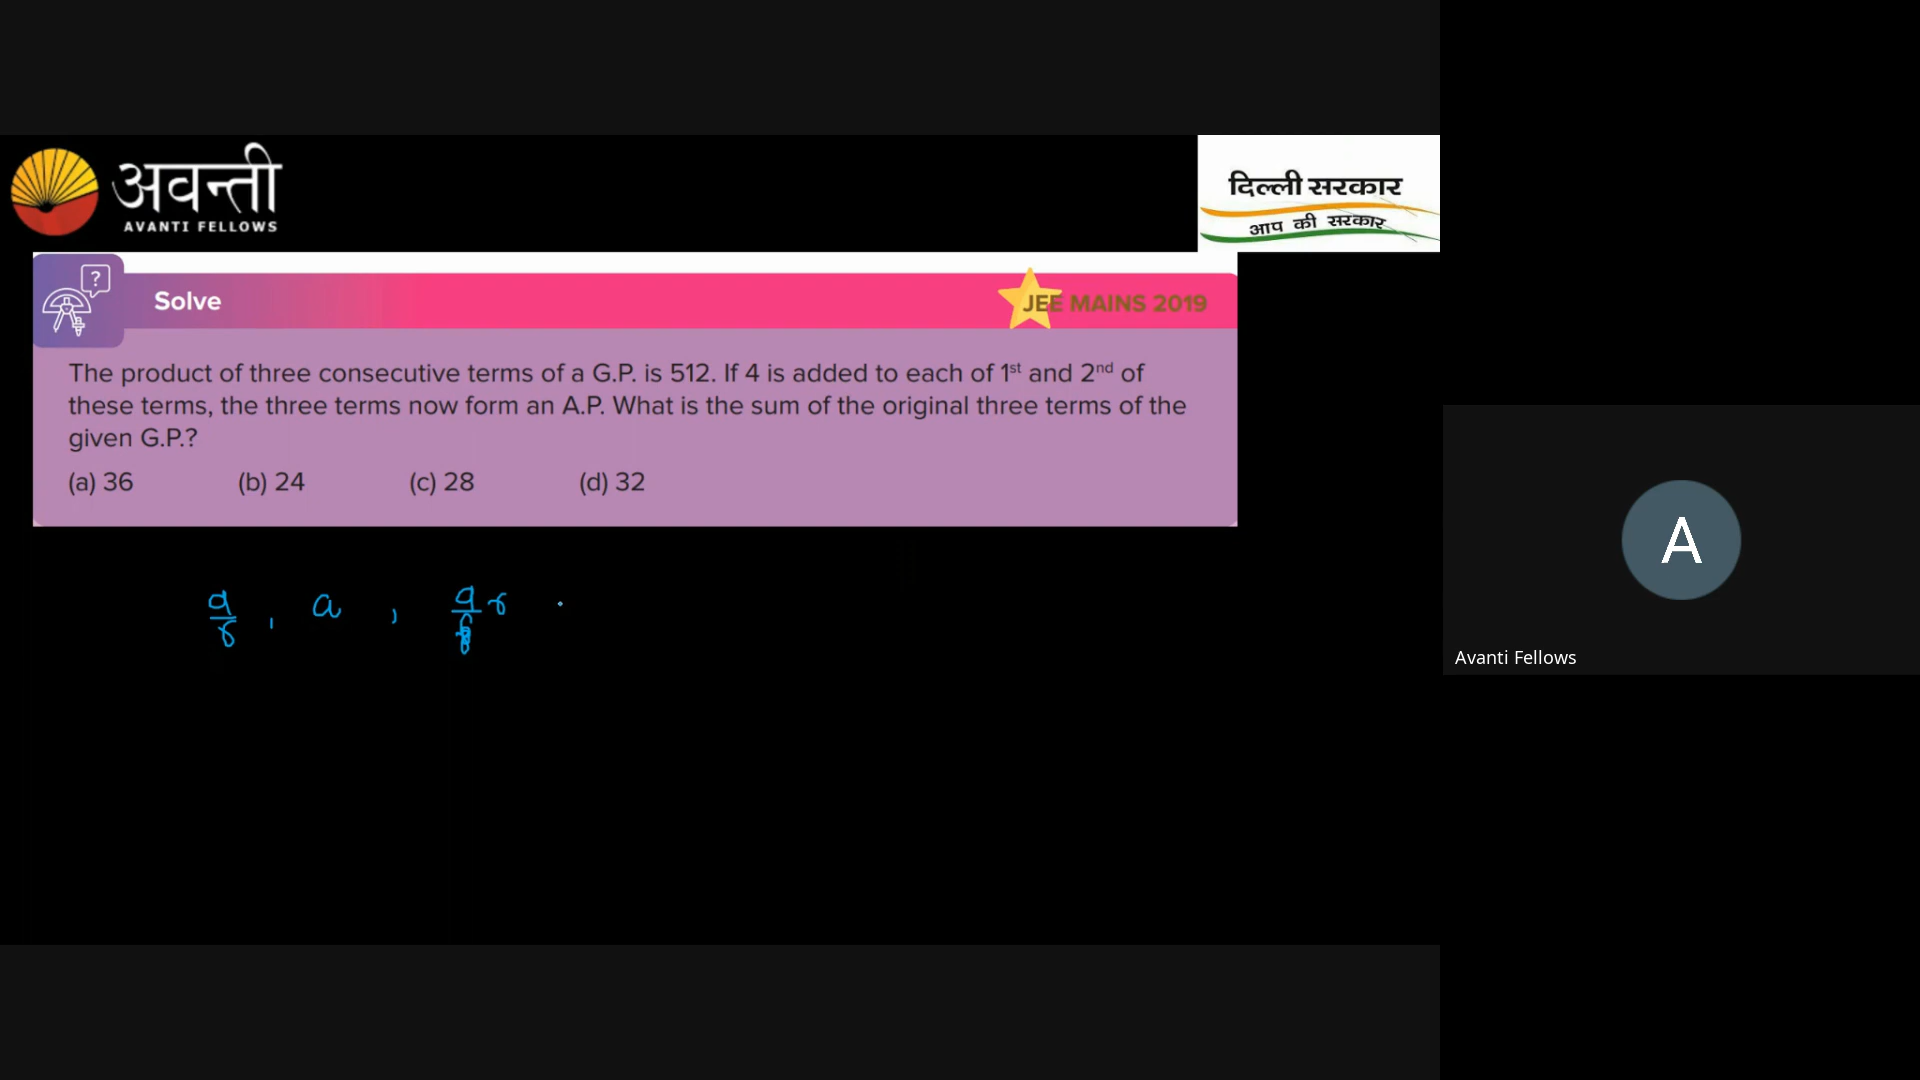 अवन्ती
AVANTI FELLOWS
दिल्ली सरकार
आप की सरकार
?
Solve
JEE MAINS 2019
The product of three consecutive terms of a G.P. is 512. If 4 is added to each of 1st and 2nd of
these terms, the three terms now form an A.P. What is the sum of the original three terms of the
given G.P.?
(a) 36 (b) 24 (c) 28 (d) 32
a/r , a , a r
A
Avanti Fellows